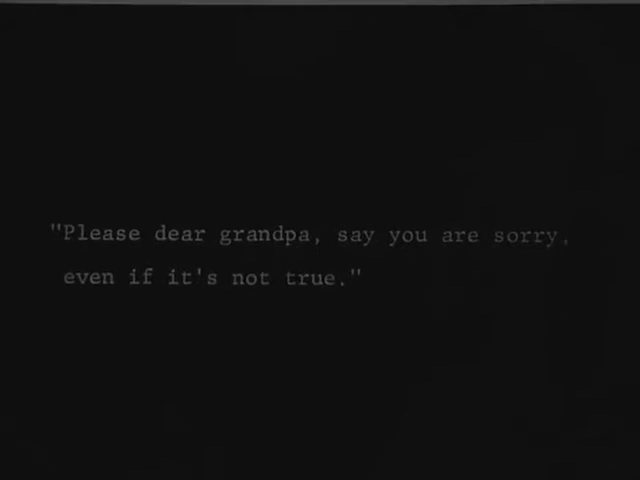 "Please dear grandpa, say you are sorry,
even if it's not true."